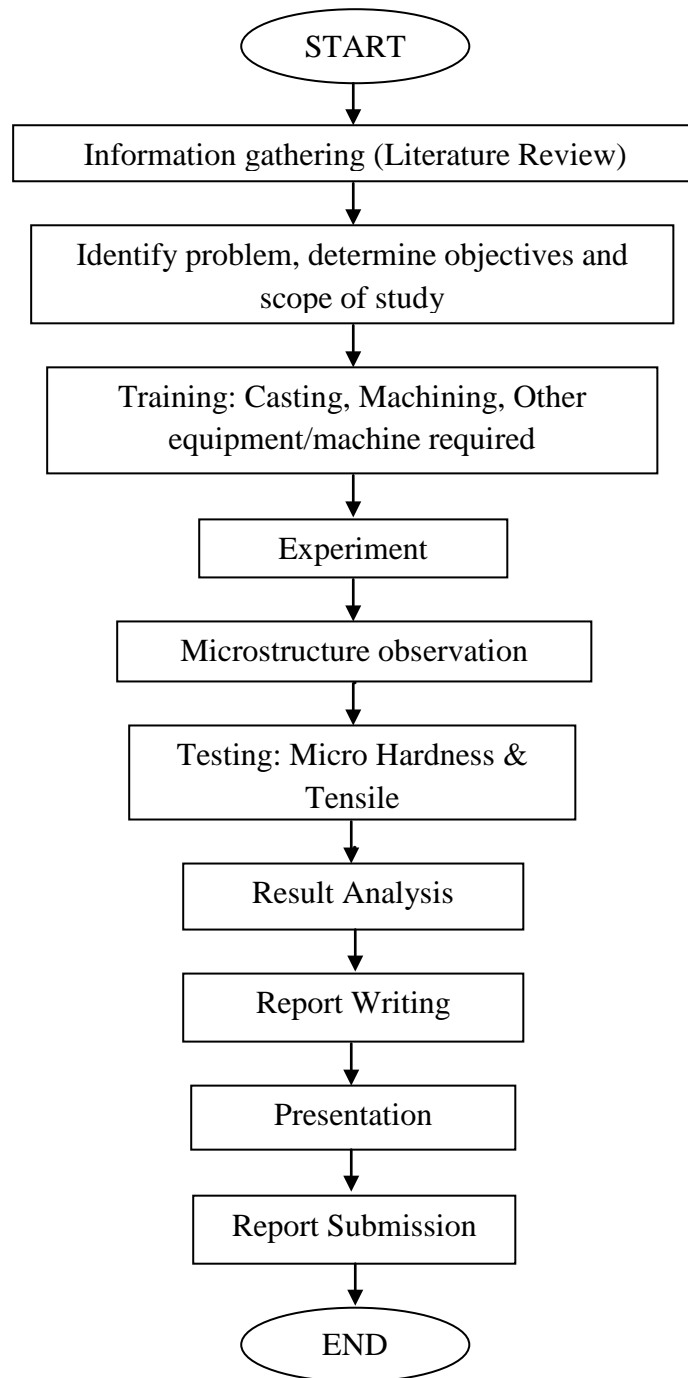 START
Information gathering (Literature Review)
Identify problem, determine objectives and
scope of study
Training: Casting, Machining, Other
equipment/machine required
Experiment
Microstructure observation
Testing: Micro Hardness &
Tensile
Result Analysis
Report Writing
Presentation
Report Submission
END